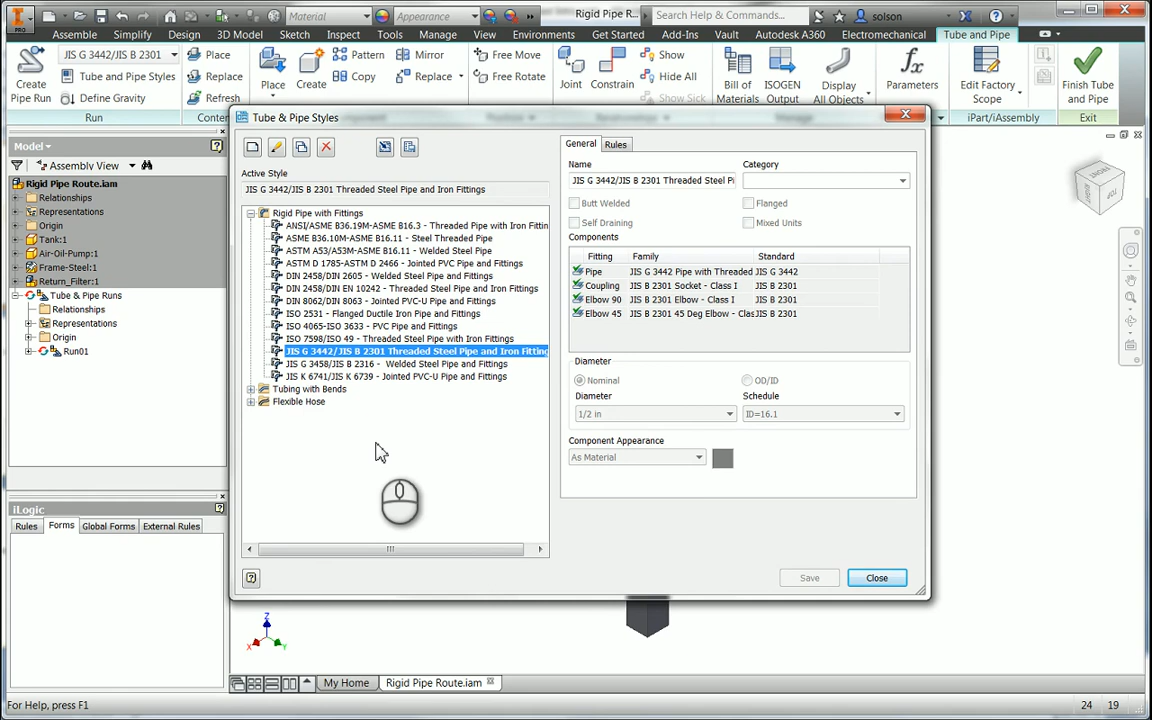 Material
Appearance
Rigid Pipe R...
Search Help & Commands...
solson
PRO
Assemble
Simplify
Design
3D Model
Sketch
Inspect
Tools
Manage
View
Environments
Get Started
Add-Ins
Vault
Autodesk A360
Electromechanical
Tube and Pipe
Create
Pipe Run
JIS G 3442/JIS B 2301
Tube and Pipe Styles
Define Gravity
Run
Place
Replace
Refresh
Place
Create
Pattern
Copy
Mirror
Replace
Free Move
Free Rotate
Joint
Constrain
Show
Hide All
Show Sick
Bill of
Materials
ISOGEN
Output
Display
All Objects
Parameters
Edit Factory
Scope
iPart/iAssembly
Finish Tube
and Pipe
Exit
Model
Assembly View
Rigid Pipe Route.iam
Relationships
Representations
Origin
Tank:1
Air-Oil-Pump:1
Frame-Steel:1
Return_Filter:1
Tube & Pipe Runs
Relationships
Representations
Origin
Run01
iLogic
Rules
Forms
Global Forms
External Rules
Tube & Pipe Styles
Active Style
JIS G 3442/JIS B 2301 Threaded Steel Pipe and Iron Fittings
Rigid Pipe with Fittings
ANSI/ASME B36.19M-ASME B16.3 - Threaded Pipe with Iron Fittin
ASME B36.10M-ASME B16.11 - Steel Threaded Pipe
ASTM A53/A53M-ASME B16.11 - Welded Steel Pipe
ASTM D 1785-ASTM D 2466 - Jointed PVC Pipe and Fittings
DIN 2458/DIN 2605 - Welded Steel Pipe and Fittings
DIN 2458/DIN EN 10242 - Threaded Steel Pipe and Fittings
DIN 8062/DIN 8063 - Jointed PVC-U Pipe and Fittings
ISO 2531 - Flanged Ductile Iron Pipe and Fittings
ISO 4065-ISO 3633 - PVC Pipe and Fittings
ISO 7598/ISO 49 - Threaded Steel Pipe with Iron Fittings
JIS G 3442/JIS B 2301 Threaded Steel Pipe and Iron Fitting
JIS G 3458/JIS B 2316 - Welded Steel Pipe and Fittings
JIS K 6741/JIS K 6739 - Jointed PVC-U Pipe and Fittings
Tubing with Bends
Flexible Hose
General
Rules
Name
Category
JIS G 3442/JIS B 2301 Threaded Steel P
Butt Welded
Flanged
Self Draining
Mixed Units
Components
Fitting
Family
Standard
Pipe
JIS G 3442 Pipe with Threaded
JIS G 3442
Coupling
JIS B 2301 Socket - Class I
JIS B 2301
Elbow 90
JIS B 2301 Elbow - Class I
JIS B 2301
Elbow 45
JIS B 2301 45 Deg Elbow - Clas
JIS B 2301
Diameter
Nominal
OD/ID
Diameter
Schedule
1/2 in
ID=16.1
Component Appearance
As Material
Save
Close
Z
X
Y
My Home
Rigid Pipe Route.iam
For Help, press F1
24
19